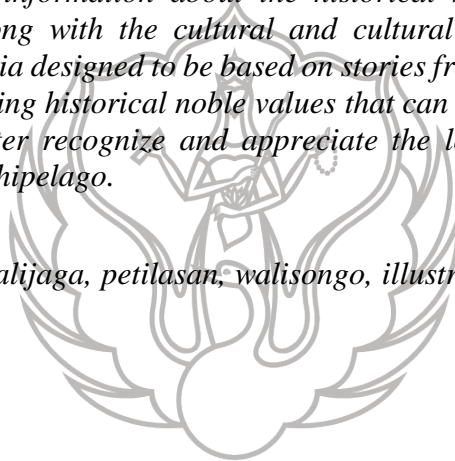 information about the historical
ong with the cultural and cultural
ia designed to be based on stories fr
ing historical noble values that can
ter recognize and appreciate the l
hipelago.
alijaga, petilasan, walisongo, illustr